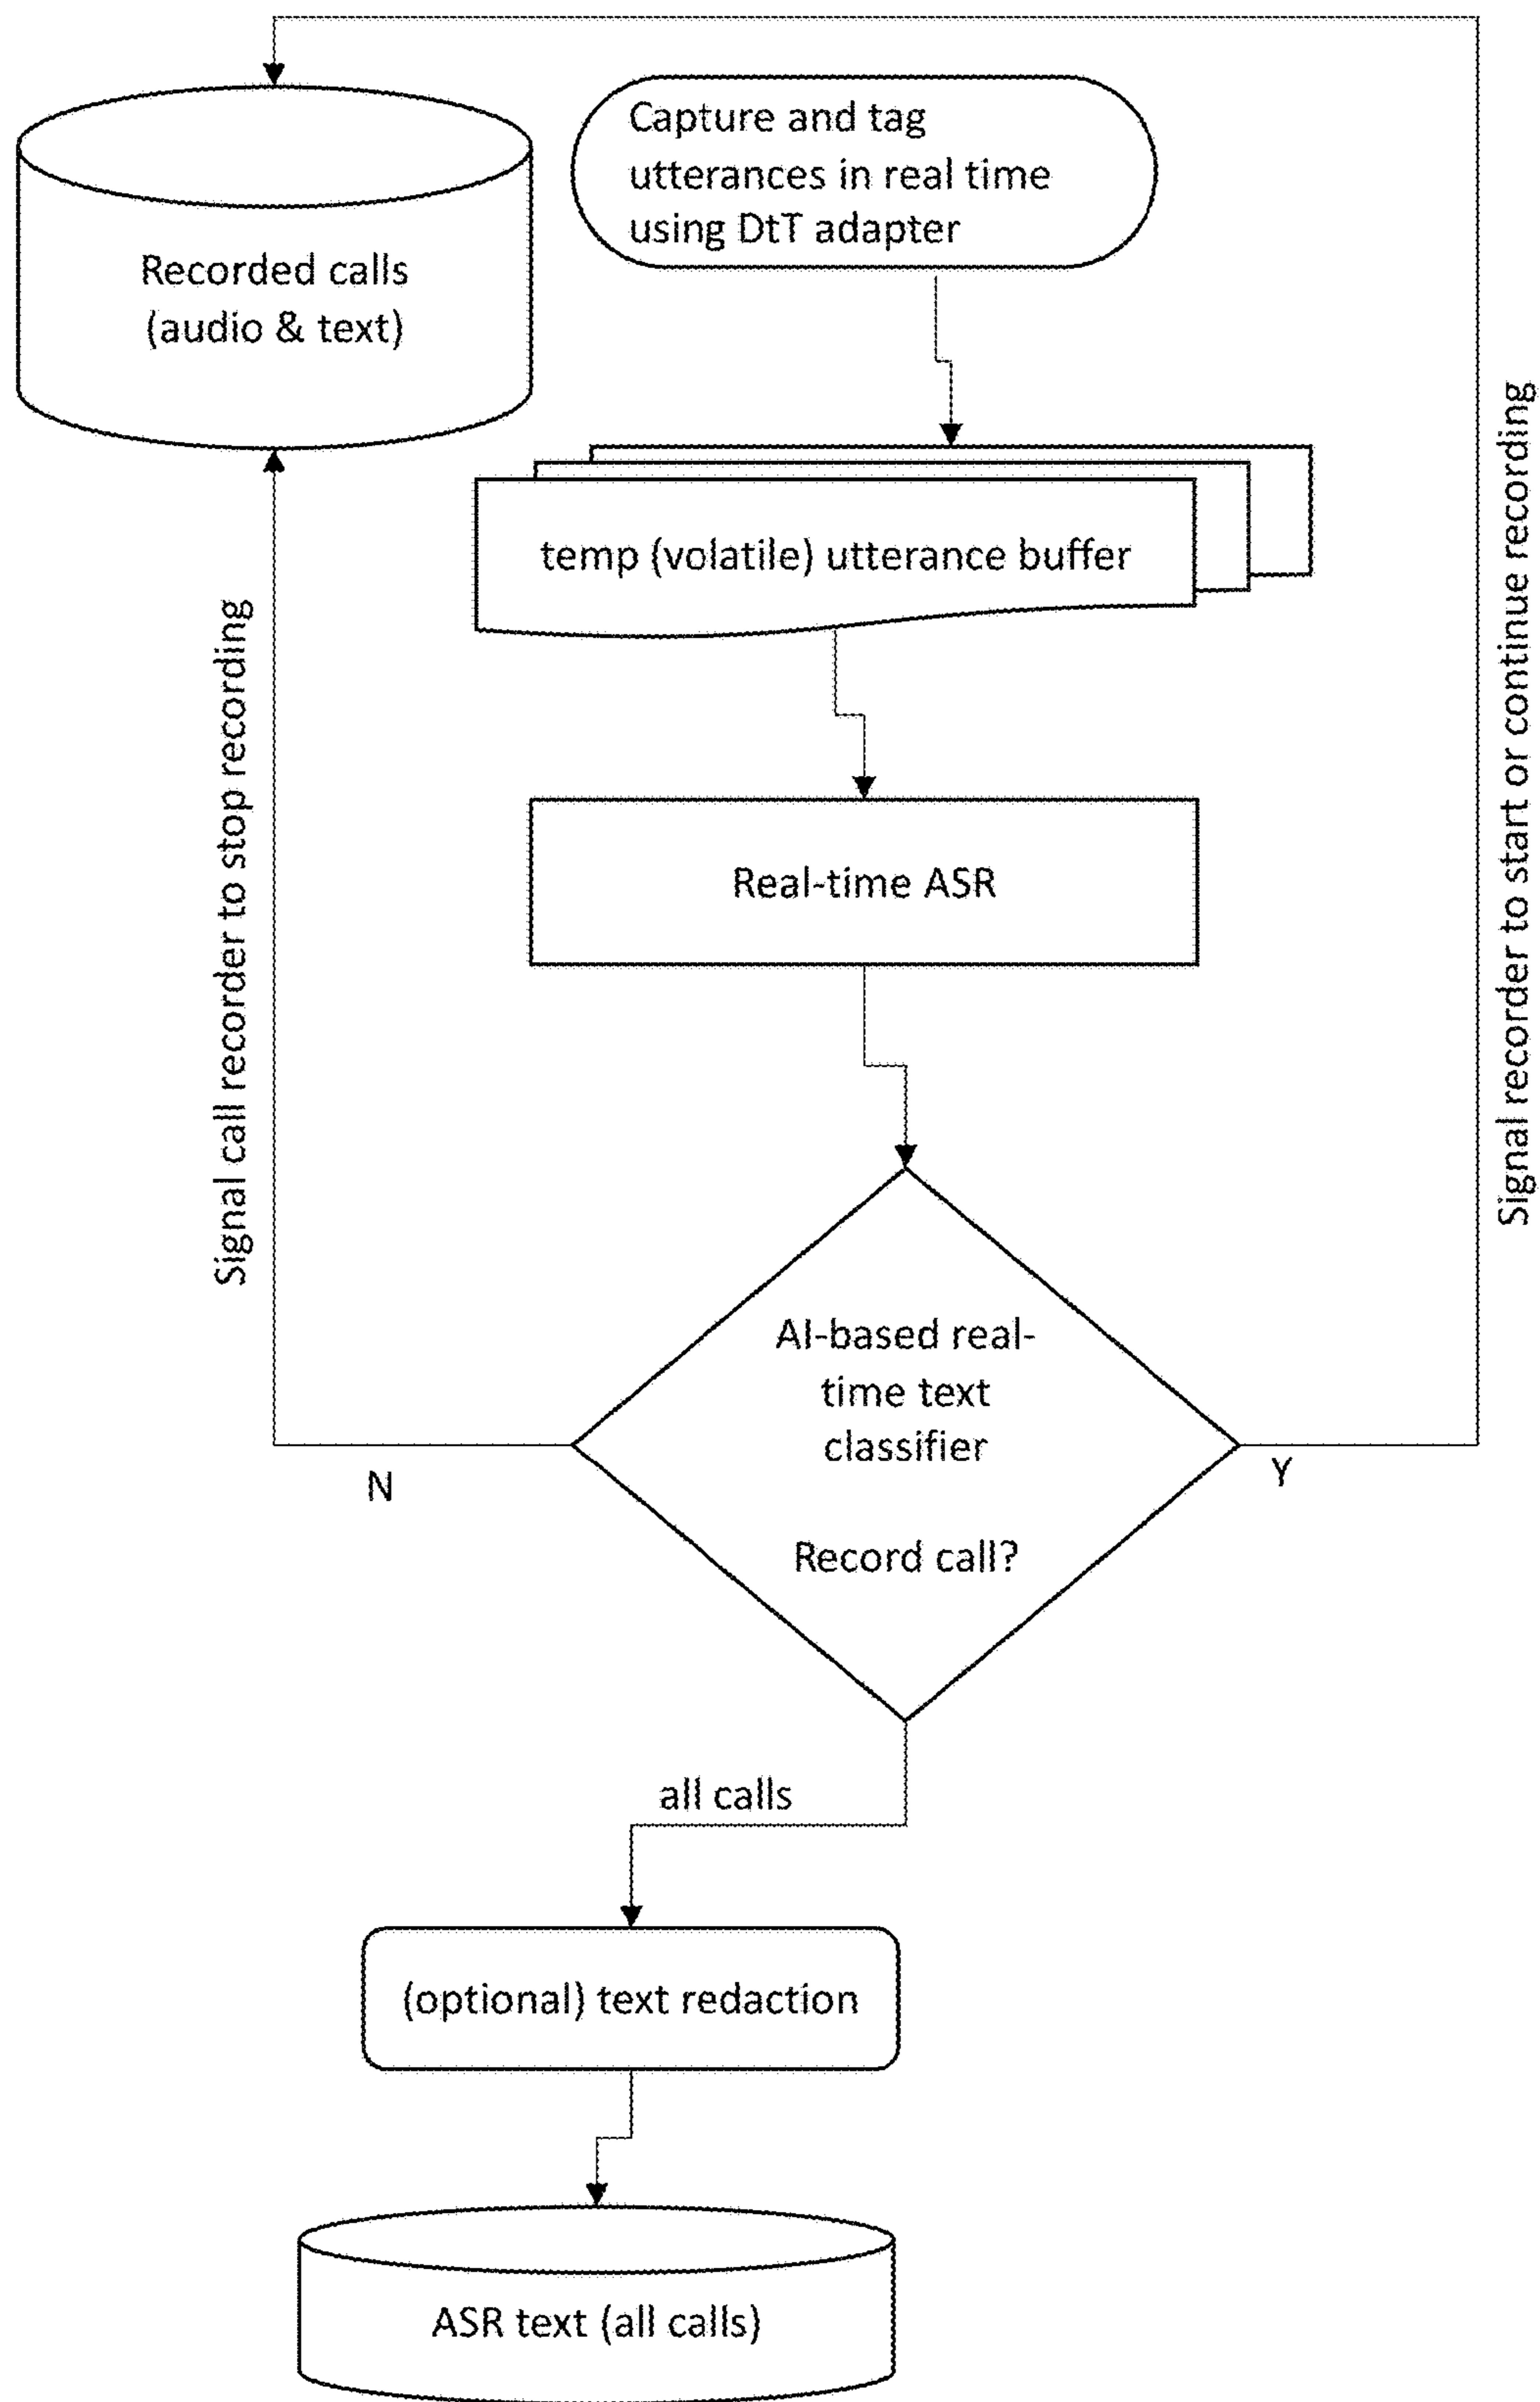 Capture and tag
utterances in real time
using DtT adapter
Recorded calls
(audio & text)
temp (volatile) utterance buffer
Signal call recorder to stop recording
Signal recorder to start or continue recording
Real-time ASR
AI-based real-
time text
classifier
Record call?
N
Y
all calls
(optional) text redaction
ASR text (all calls)